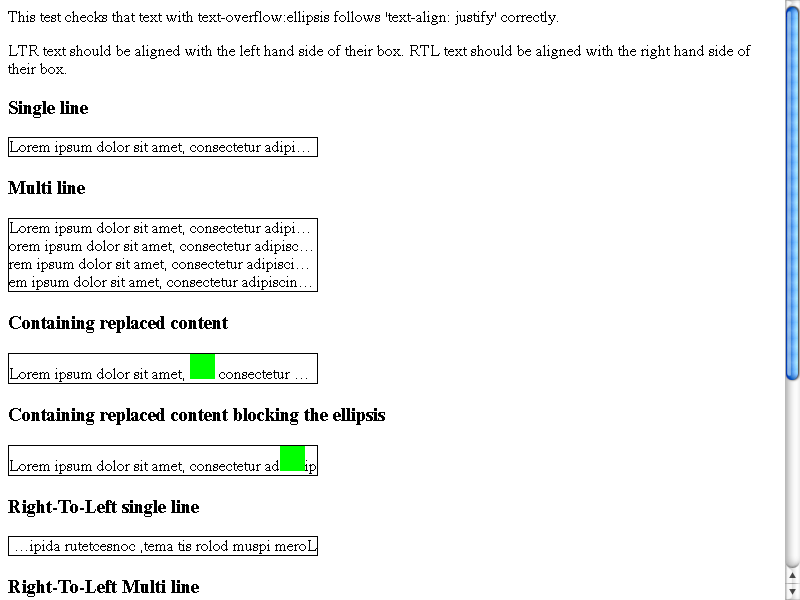 This test checks that text with text-overflow:ellipsis follows 'text-align: justify' correctly.
LTR text should be aligned with the left hand side of their box. RTL text should be aligned with the right hand side of
their box.
Single line
Lorem ipsum dolor sit amet, consectetur adipi…
Multi line
Lorem ipsum dolor sit amet, consectetur adipi…
orem ipsum dolor sit amet, consectetur adipisc…
rem ipsum dolor sit amet, consectetur adipisci…
em ipsum dolor sit amet, consectetur adipiscin…
Containing replaced content
Lorem ipsum dolor sit amet, consectetur …
Containing replaced content blocking the ellipsis
Lorem ipsum dolor sit amet, consectetur ad ip
Right-To-Left single line
…ipida rutetcesnoc ,tema tis rolod muspi meroL
Right-To-Left Multi line